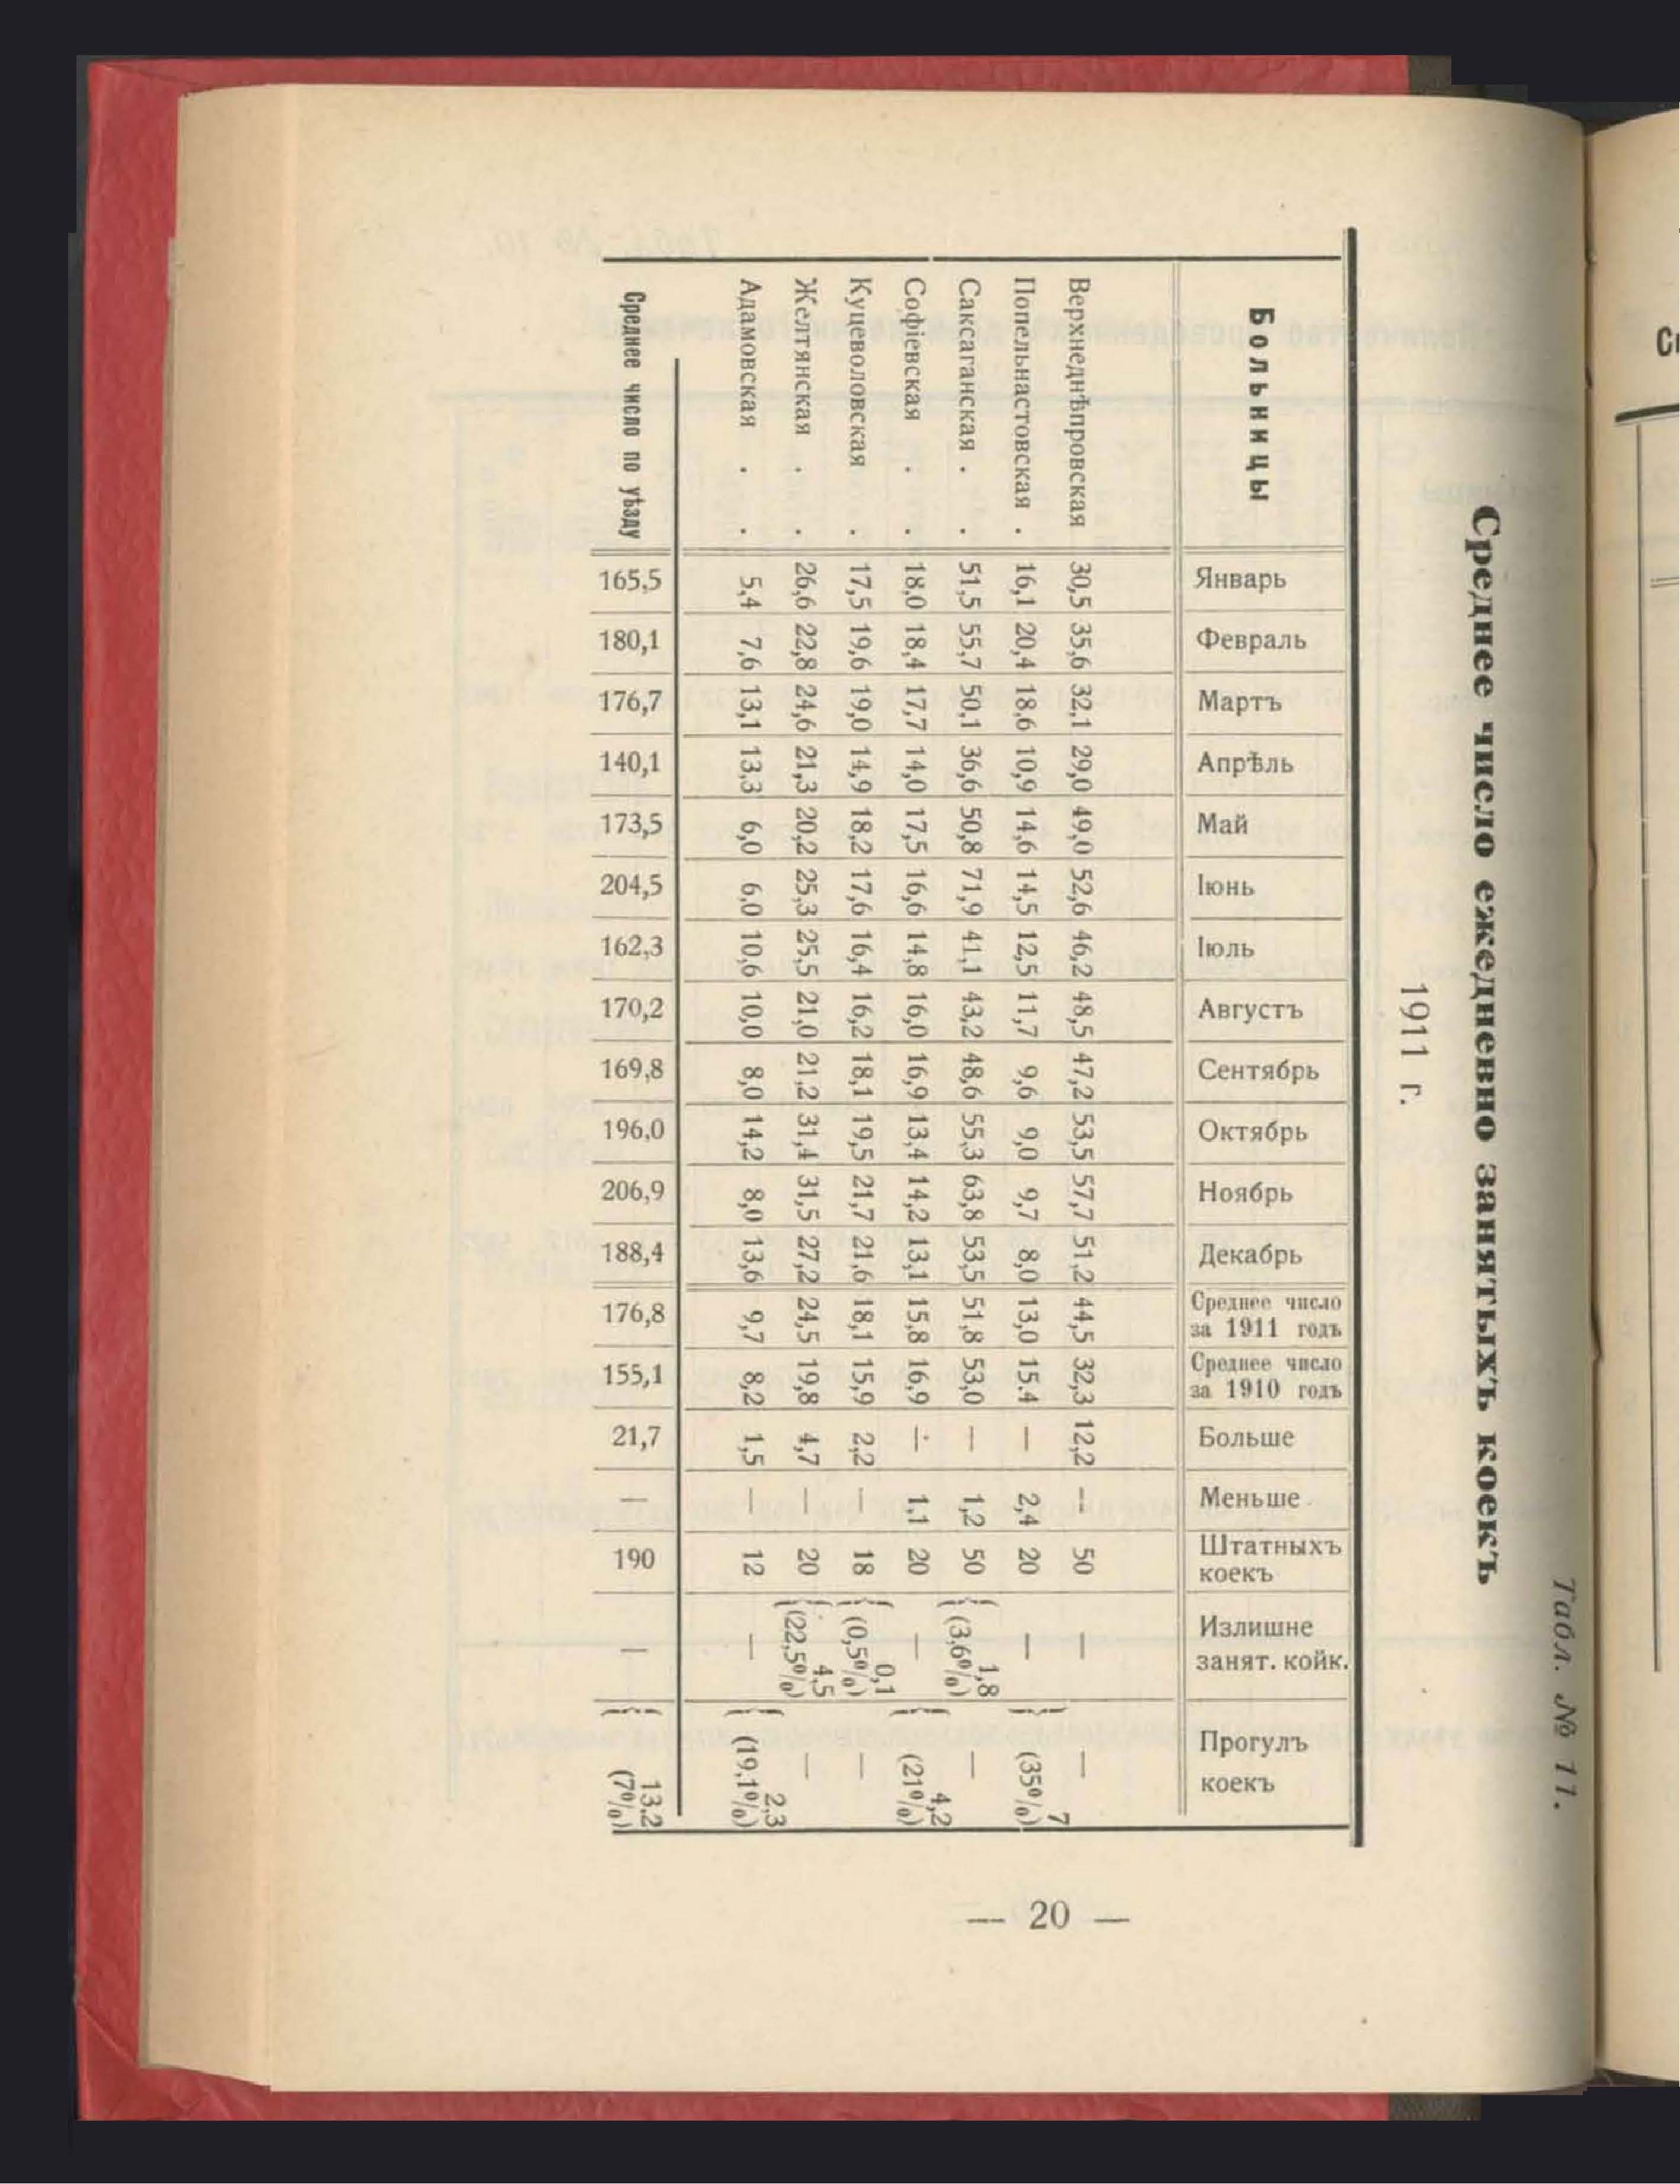 Табл. № 11.
Среднее число ежедневно занятыхъ коекъ
1911 г.
Больницы Январь Февраль Мартъ Апрѣль Май Іюнь Іюль Августъ Сентябрь Октябрь Ноябрь Декабрь Среднее число за 1911 годъ Среднее число за 1910 годъ Больше Меньше Штатныхъ коекъ Излишне занят. койк. Прогулъ коекъ
Верхнеднѣпровская 30,5 35,6 32,1 29,0 49,0 52,6 46,2 48,5 47,2 53,5 57,7 51,2 44,5 32,3 12,2 — 50 — —
Попельнастовская . 16,1 20,4 18,6 10,9 14,6 14,5 12,5 11,7 9,6 9,0 9,7 8,0 13,0 15.4 — 2,4 20 — { 7 (35%)
Саксаганская . . 51,5 55,7 50,1 36,6 50,8 71,9 41,1 43,2 48,6 55,3 63,8 53,5 51,8 53,0 — 1,2 50 { 1,8 (3,6%) —
Софіевская . . 18,0 18,4 17,7 14,0 17,5 16,6 14,8 16,0 16,9 13,4 14,2 13,1 15,8 16,9 — 1,1 20 — { 4,2 (21%)
Куцеволовская . 17,5 19,6 19,0 14,9 18,2 17,6 16,4 16,2 18,1 19,5 21,7 21,6 18,1 15,9 2,2 — 18 { 0,1 (0,5%) —
Желтянская . . 26,6 22,8 24,6 21,3 20,2 25,3 25,5 21,0 21,2 31,4 31,5 27,2 24,5 19,8 4,7 — 20 { 4,5 (22,5%) —
Адамовская . . 5,4 7,6 13,1 13,3 6,0 6,0 10,6 10,0 8,0 14,2 8,0 13,6 9,7 8,2 1,5 — 12 — { 2,3 (19,1%)
Среднее число по уѣзду 165,5 180,1 176,7 140,1 173,5 204,5 162,3 170,2 169,8 196,0 206,9 188,4 176,8 155,1 21,7 — 190 — { 13,2 (7%)
— 20 —